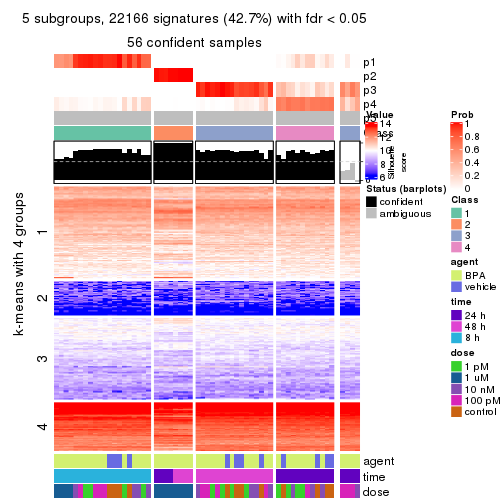 5 subgroups, 22166 signatures (42.7%) with fdr < 0.05
56 confident samples
p1
p2
p3
p4
Value
14
12
10
8
6
Silhouette
score
k-means with 4 groups
1
2
3
4
agent
time
dose
Status (barplots)
confident
ambiguous
Prob
1
0.8
0.6
0.4
0.2
0
Class
1
2
3
4
agent
BPA
vehicle
time
24 h
48 h
8 h
dose
1 pM
1 uM
10 nM
100 pM
control